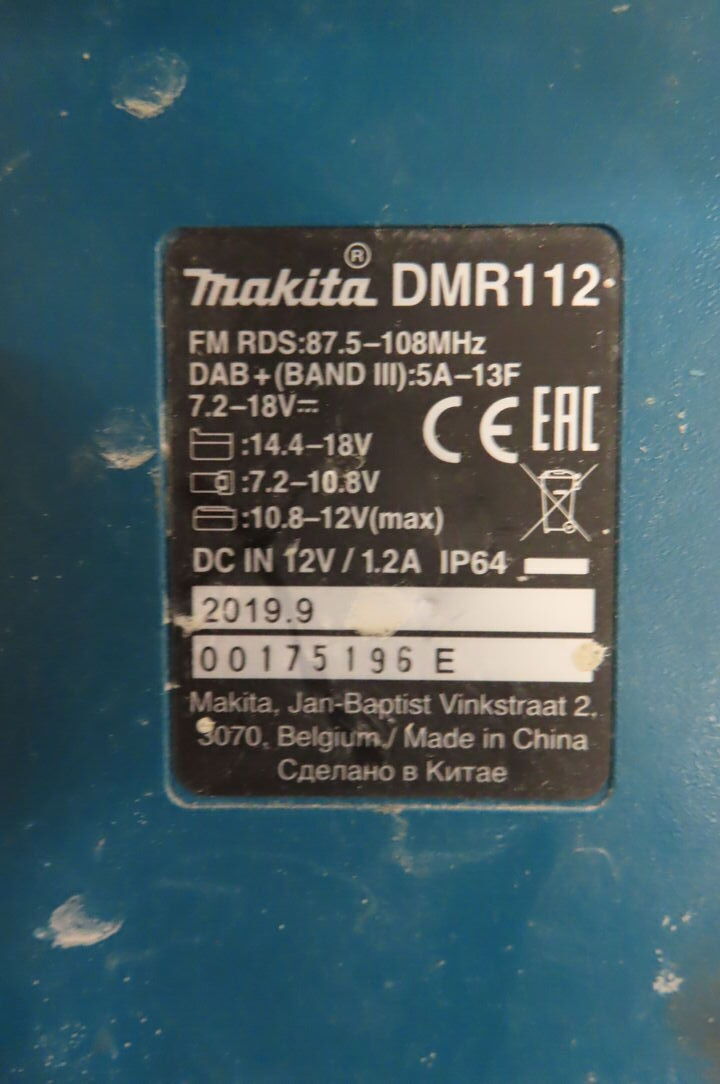 makita® DMR112
FM RDS:87.5–108MHz
DAB+(BAND III):5A–13F
7.2–18V⎓
:14.4–18V
:7.2–10.8V
:10.8–12V(max)
CE EAC
DC IN 12V / 1.2A IP64
2019.9
00175196 E
Makita, Jan-Baptist Vinkstraat 2,
3070, Belgium / Made in China
Сделано в Китае